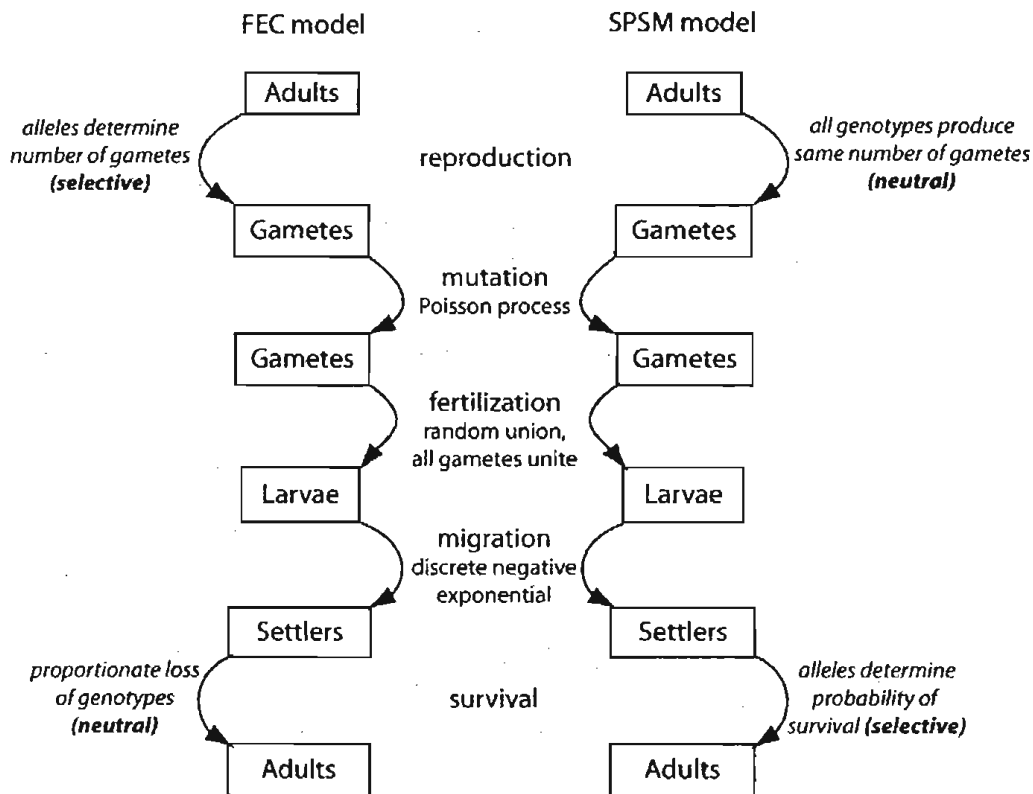 FEC model
SPSM model
Adults
Adults
alleles determine
number of gametes
(selective)
reproduction
all genotypes produce
same number of gametes
(neutral)
Gametes
Gametes
mutation
Poisson process
Gametes
Gametes
fertilization
random union,
all gametes unite
Larvae
Larvae
migration
discrete negative
exponential
Settlers
Settlers
proportionate loss
of genotypes
(neutral)
survival
alleles determine
probability of
survival (selective)
Adults
Adults